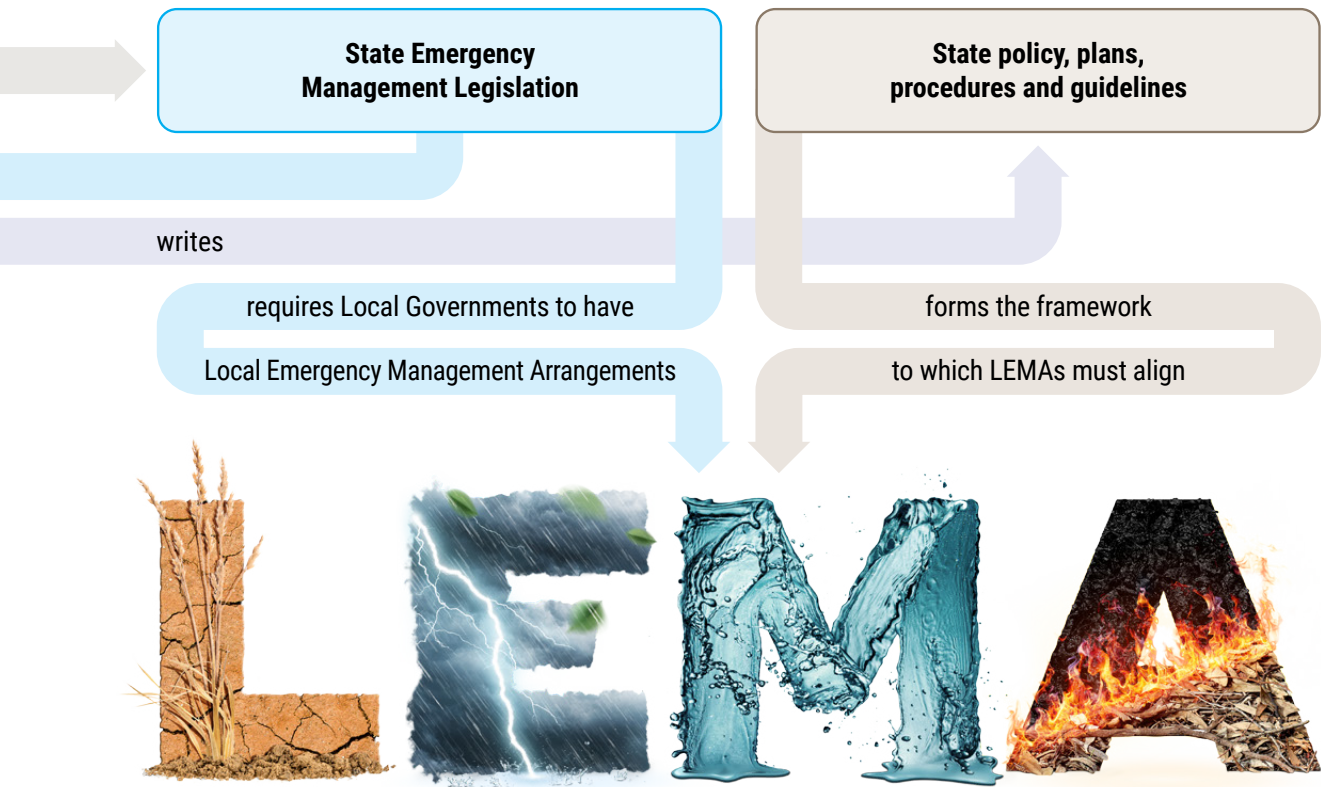 State Emergency
Management Legislation
State policy, plans,
procedures and guidelines
writes
requires Local Governments to have
Local Emergency Management Arrangements
forms the framework
to which LEMAs must align
LEMA